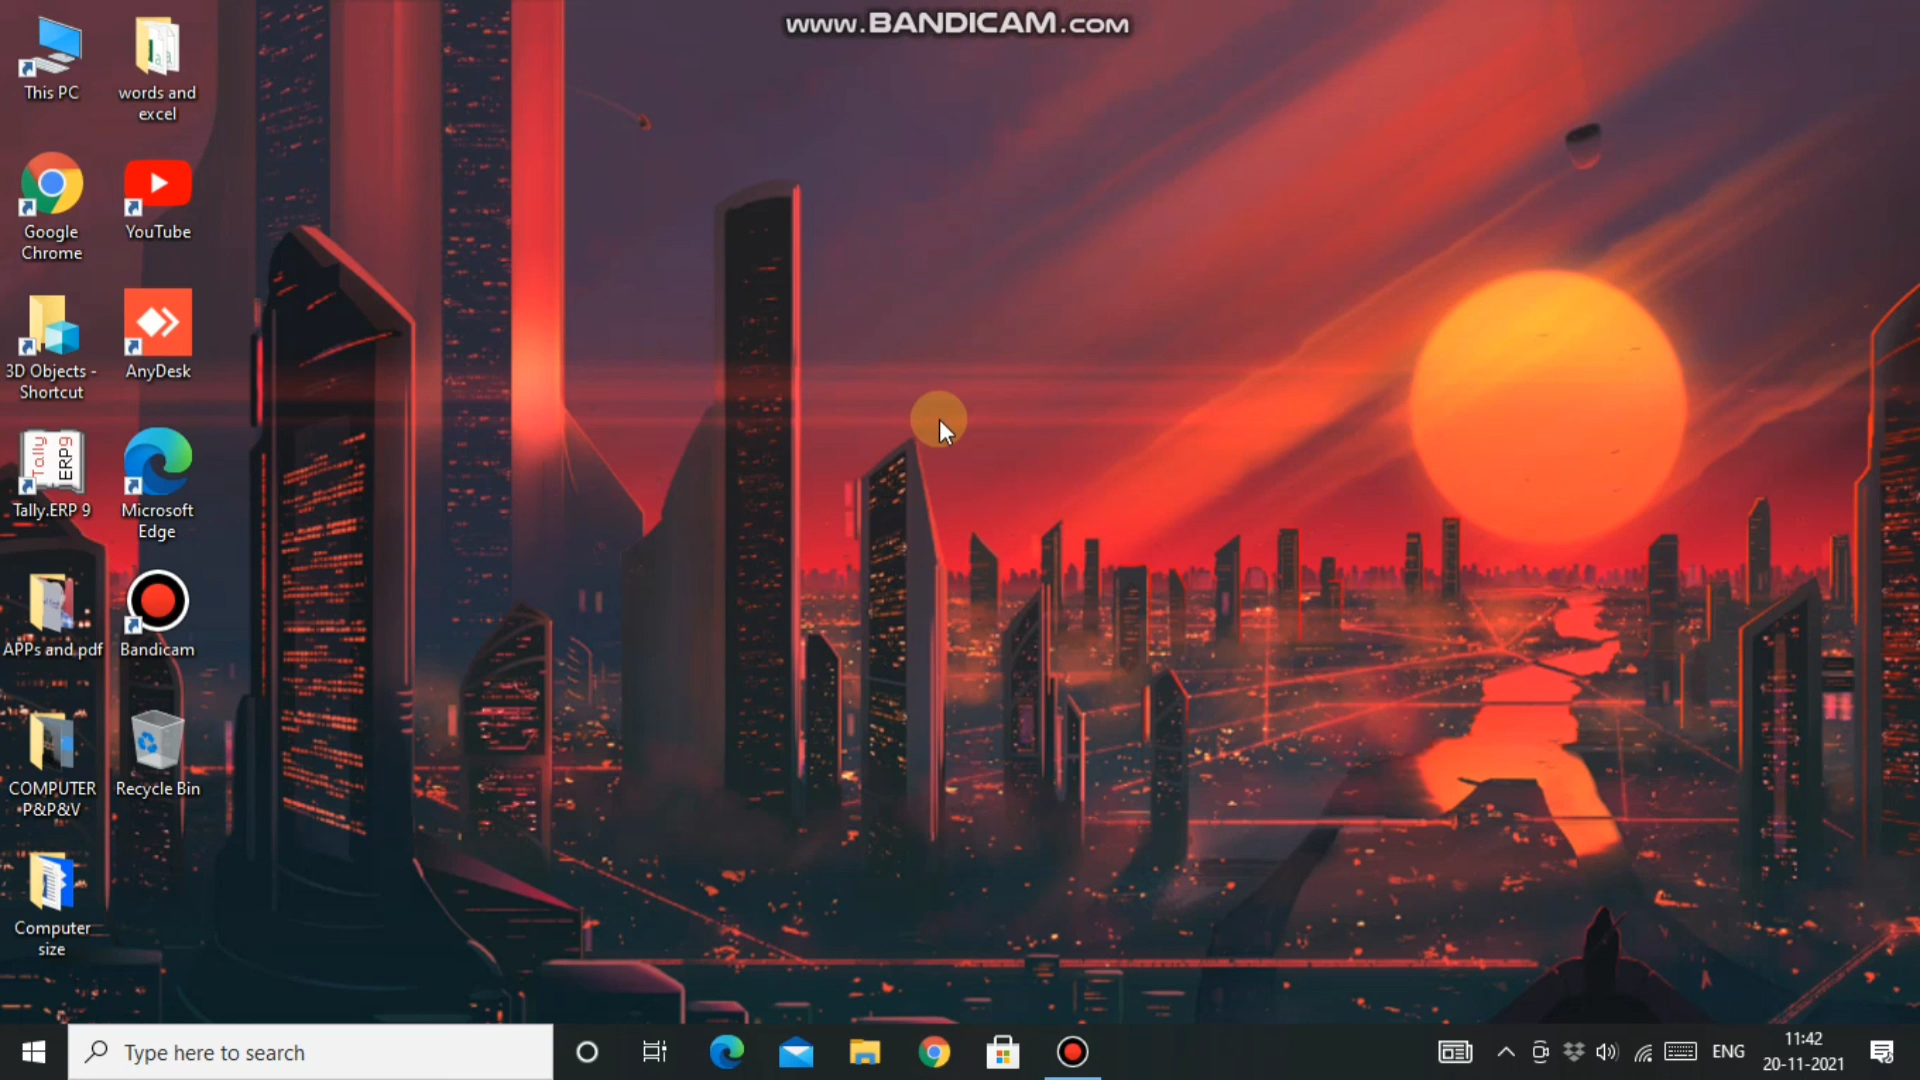 www.BANDICAM.com
This PC
words and
excel
Google
Chrome
YouTube
3D Objects -
Shortcut
AnyDesk
Tally
ERP9
Tally.ERP 9
Microsoft
Edge
APPs and.pdf
Bandicam
COMPUTER
P&P&V
Recycle Bin
Computer
size
Type here to search
ENG
11:42
20-11-2021